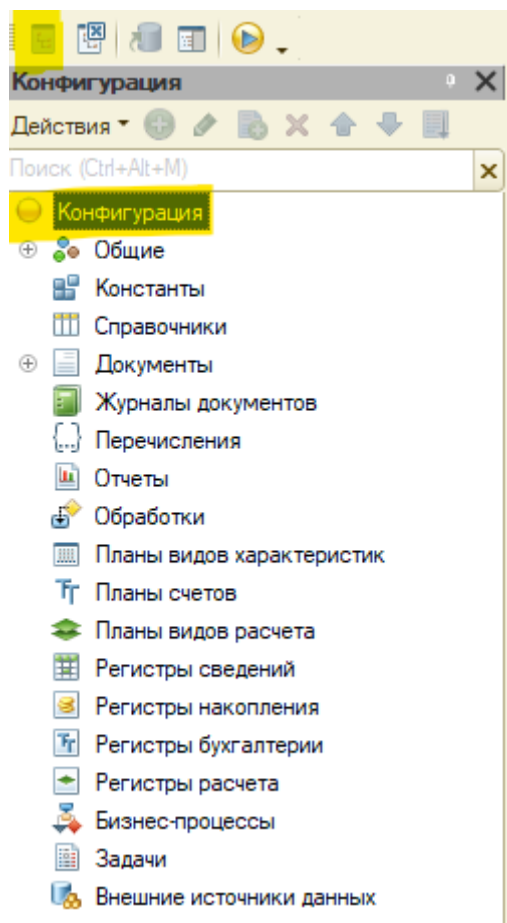 Конфигурация
Действия
Поиск (Ctrl+Alt+M)
Конфигурация
Общие
Константы
Справочники
Документы
Журналы документов
Перечисления
Отчеты
Обработки
Планы видов характеристик
Планы счетов
Планы видов расчета
Регистры сведений
Регистры накопления
Регистры бухгалтерии
Регистры расчета
Бизнес-процессы
Задачи
Внешние источники данных